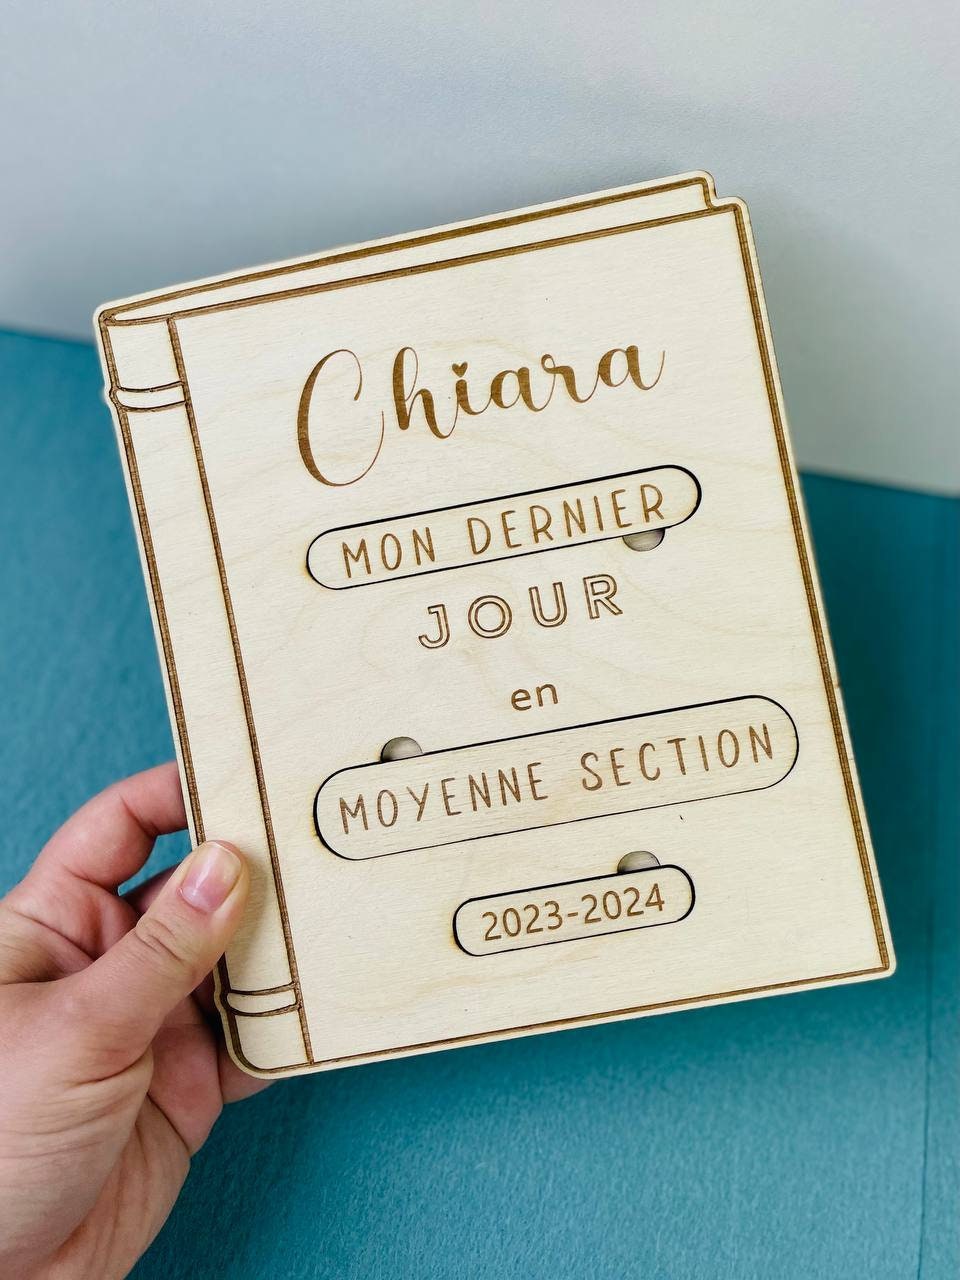 Chiara
MON DERNIER
JOUR
en
MOYENNE SECTION
2023-2024